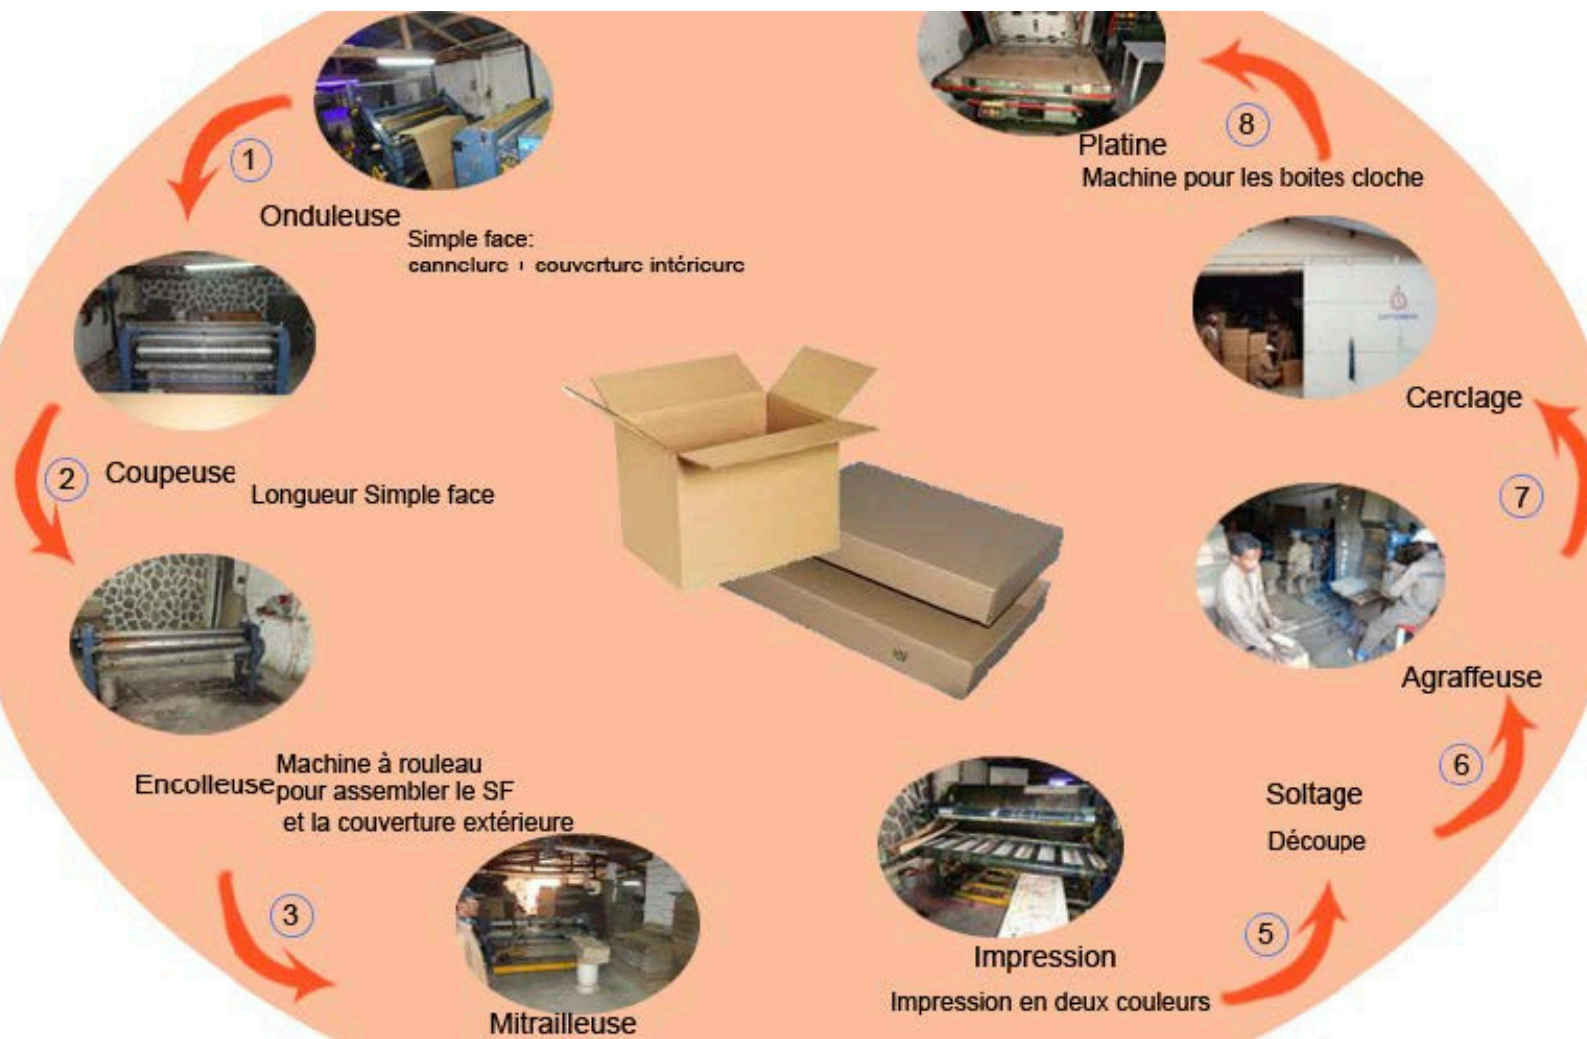 1
Onduleuse
Simple face:
cannelure + couverture intérieure
2
Coupeuse
Longueur Simple face
Encolleuse
Machine à rouleau
pour assembler le SF
et la couverture extérieure
3
Mitrailleuse
Impression
Impression en deux couleurs
5
Soltage
Découpe
6
Agraffeuse
7
Cerclage
8
Platine
Machine pour les boites cloche